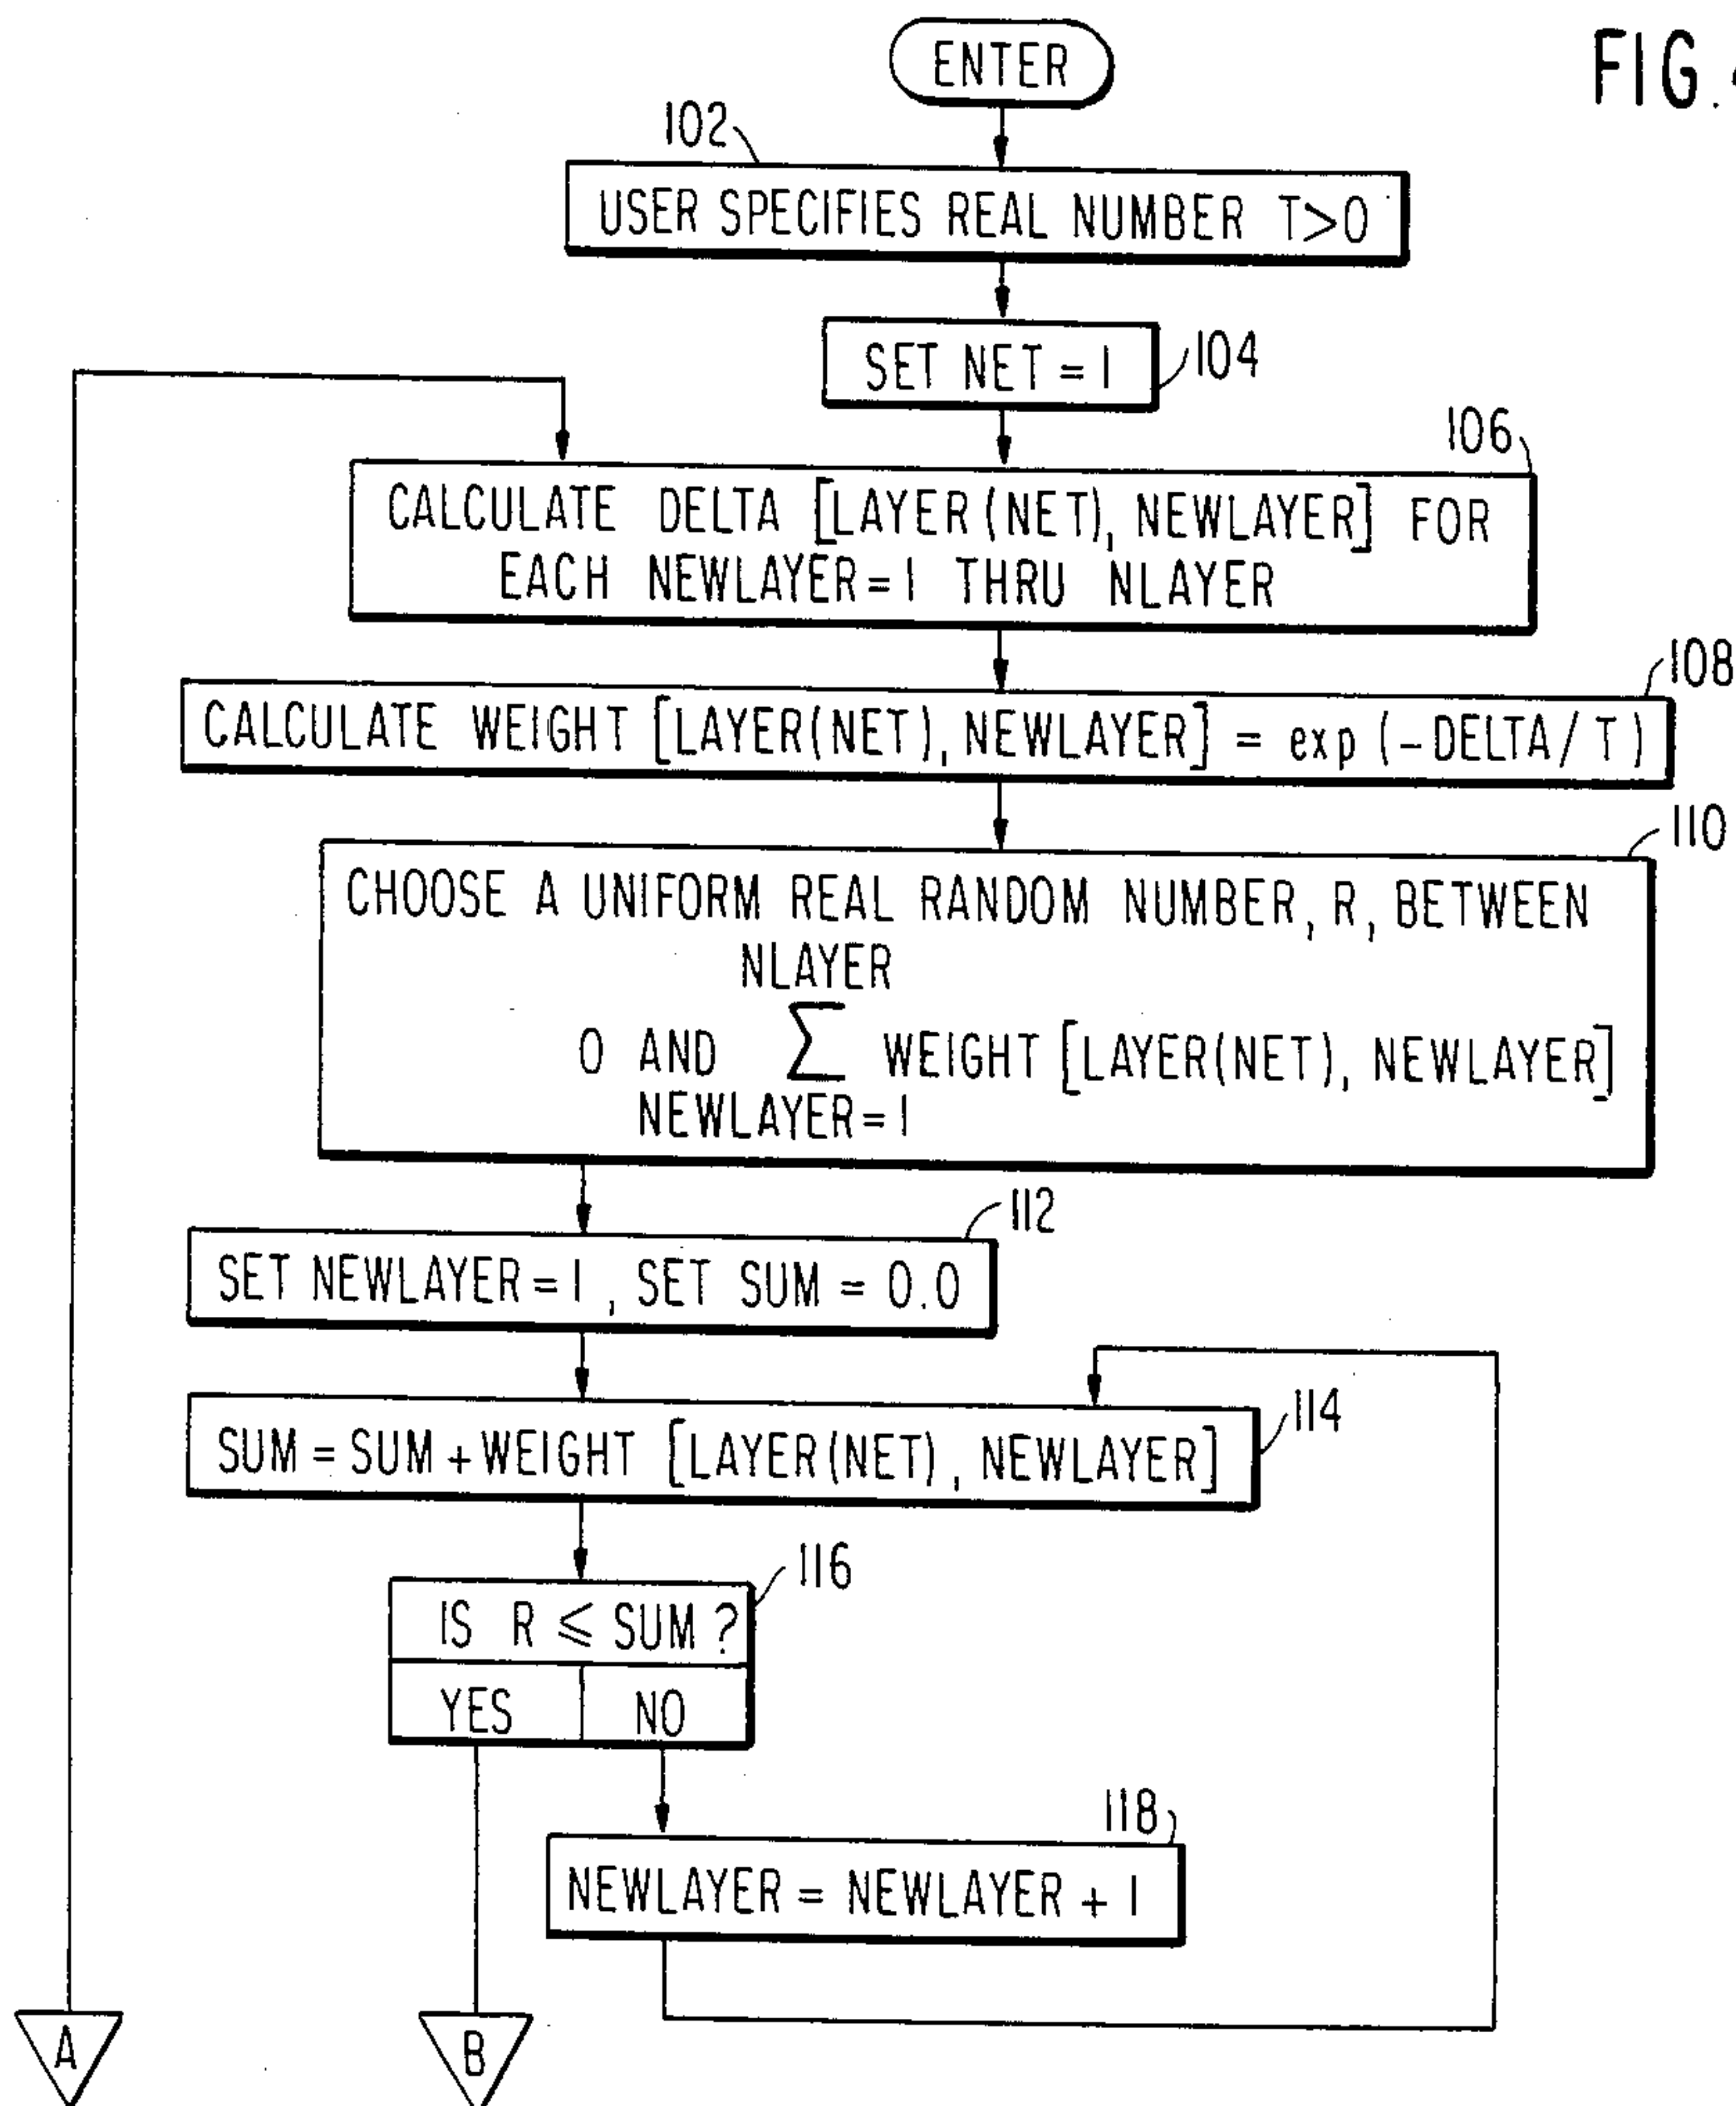 FIG.
ENTER
102
USER SPECIFIES REAL NUMBER T>0
SET NET = 1
104
106
CALCULATE DELTA [LAYER(NET), NEWLAYER] FOR
EACH NEWLAYER=1 THRU NLAYER
108
CALCULATE WEIGHT [LAYER(NET), NEWLAYER] = exp (-DELTA/T)
110
CHOOSE A UNIFORM REAL RANDOM NUMBER, R, BETWEEN
NLAYER
0 AND ∑ WEIGHT [LAYER(NET), NEWLAYER]
NEWLAYER=1
112
SET NEWLAYER=1, SET SUM = 0.0
114
SUM = SUM+WEIGHT [LAYER(NET), NEWLAYER]
116
IS R ≤ SUM ?
YES NO
118
NEWLAYER = NEWLAYER + 1
A B